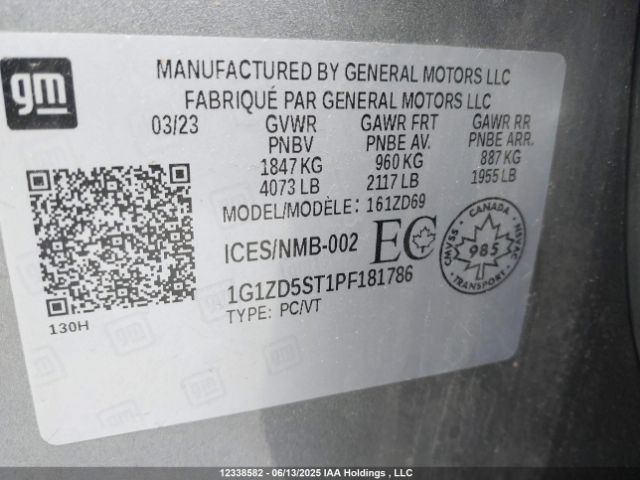 gm
MANUFACTURED BY GENERAL MOTORS LLC
FABRIQUÉ PAR GENERAL MOTORS LLC
03/23 GVWR GAWR FRT GAWR RR
PNBV PNBE AV. PNBE ARR.
1847 KG 960 KG 887 KG
4073 LB 2117 LB 1955 LB
MODEL/MODÈLE: 161ZD69
ICES/NMB-002 EC
CANADA
CMVSS 985 NSVAC
1G1ZD5ST1PF181786
TYPE: PC/VT
130H
12338582 - 06/13/2025 IAA Holdings , LLC